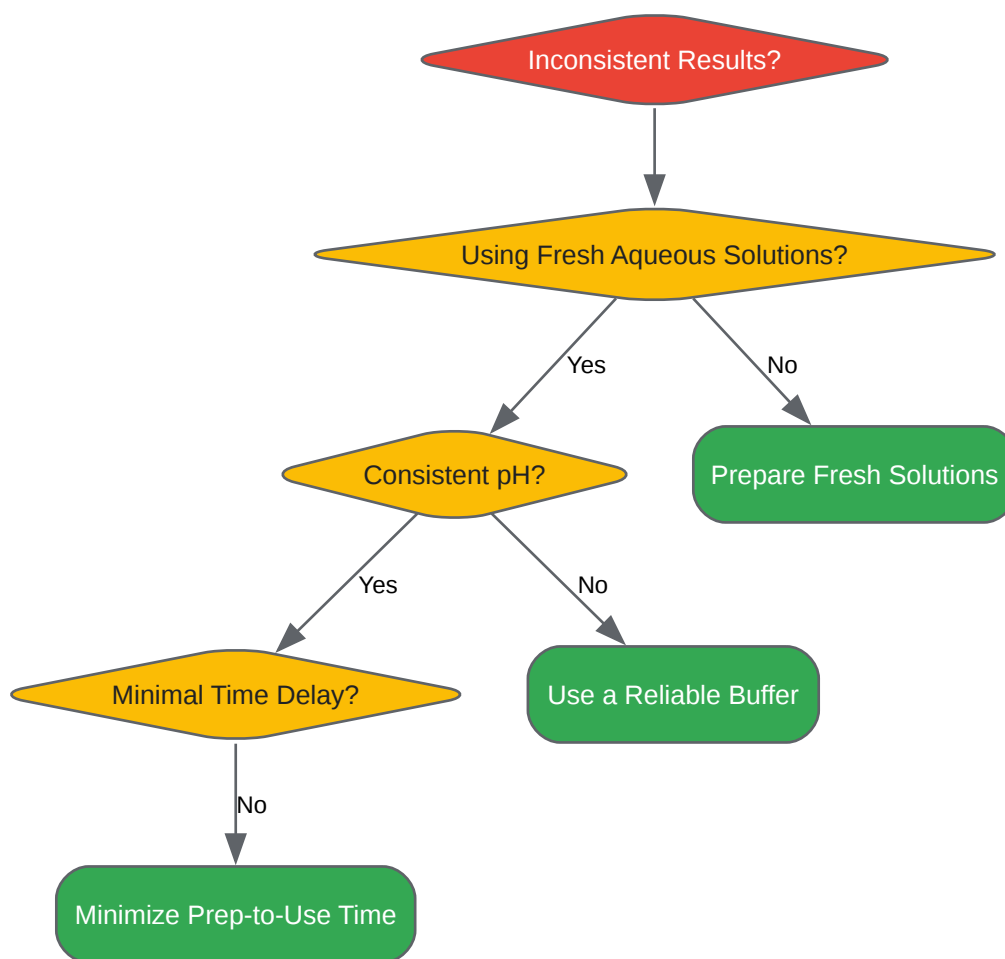 Inconsistent Results?
Using Fresh Aqueous Solutions?
Yes
No
Consistent pH?
Prepare Fresh Solutions
Yes
No
Minimal Time Delay?
Use a Reliable Buffer
No
Minimize Prep-to-Use Time